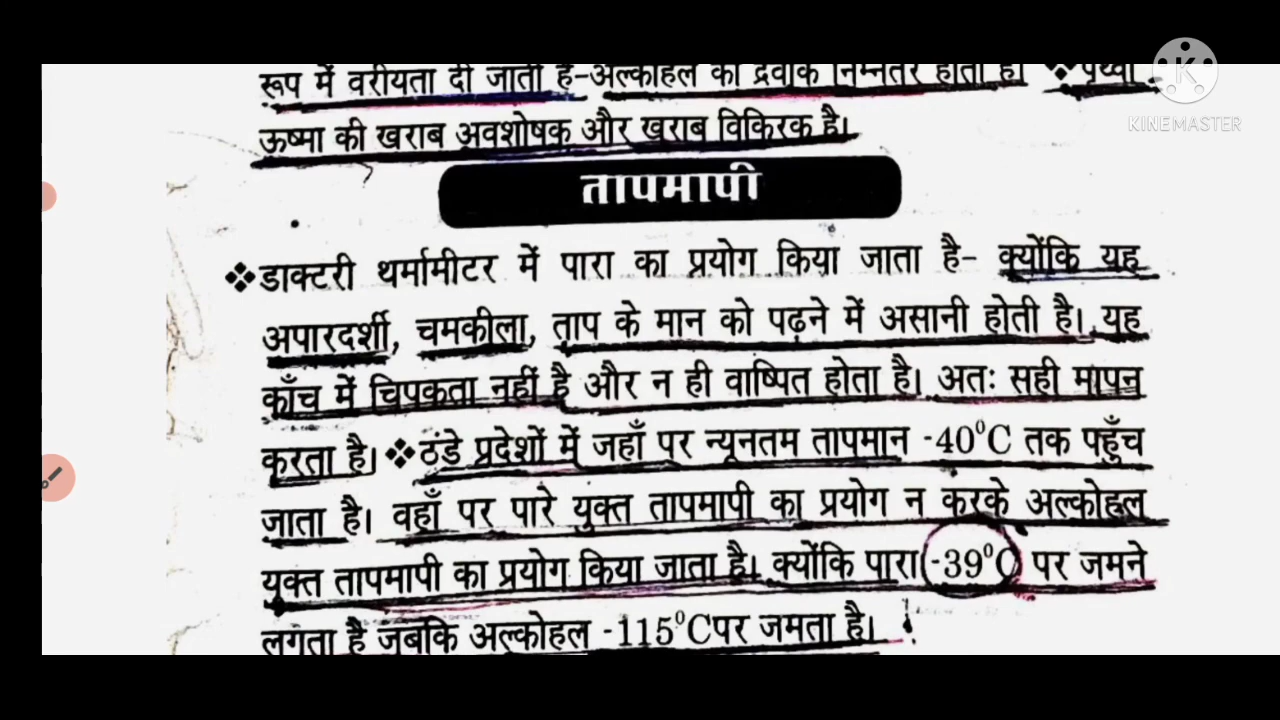 रूप में वरीयता दी जाती है-अल्कोहल का द्रवांक निम्नतर होता है। ❖पृथ्वी
KINEMASTER
ऊष्मा की खराब अवशोषक और खराब विकिरक है।
तापमापी
❖डाक्टरी थर्मामीटर में पारा का प्रयोग किया जाता है- क्योंकि यह
अपारदर्शी, चमकीला, ताप के मान को पढ़ने में असानी होती है। यह
काँच में चिपकता नहीं है और न ही वाष्पित होता है। अतः सही मापन
करता है। ❖ठंडे प्रदेशों में जहाँ पर न्यूनतम तापमान -40⁰C तक पहुँच
जाता है। वहाँ पर पारे युक्त तापमापी का प्रयोग न करके अल्कोहल
युक्त तापमापी का प्रयोग किया जाता है। क्योंकि पारा -39⁰C पर जमने
लगता है जबकि अल्कोहल -115⁰C पर जमता है।